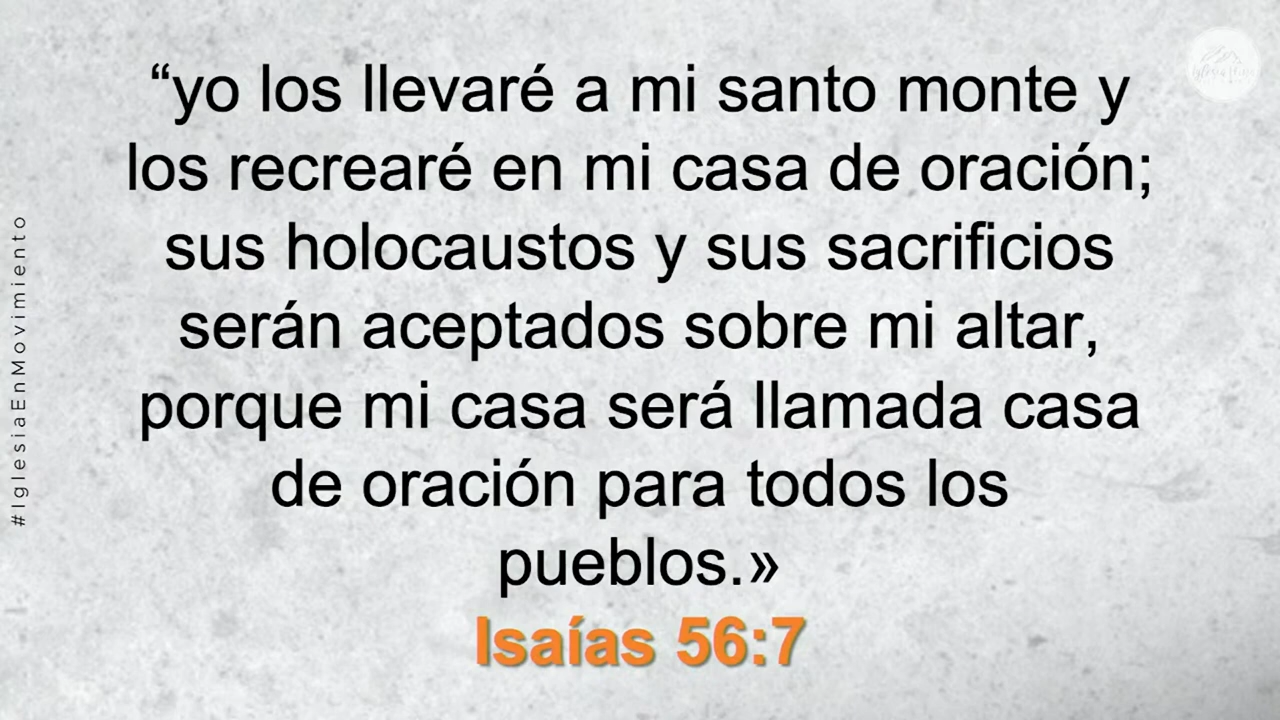 “yo los llevaré a mi santo monte y
los recrearé en mi casa de oración;
sus holocaustos y sus sacrificios
serán aceptados sobre mi altar,
porque mi casa será llamada casa
de oración para todos los
pueblos.»
Isaías 56:7
#IglesiaEnMovimiento